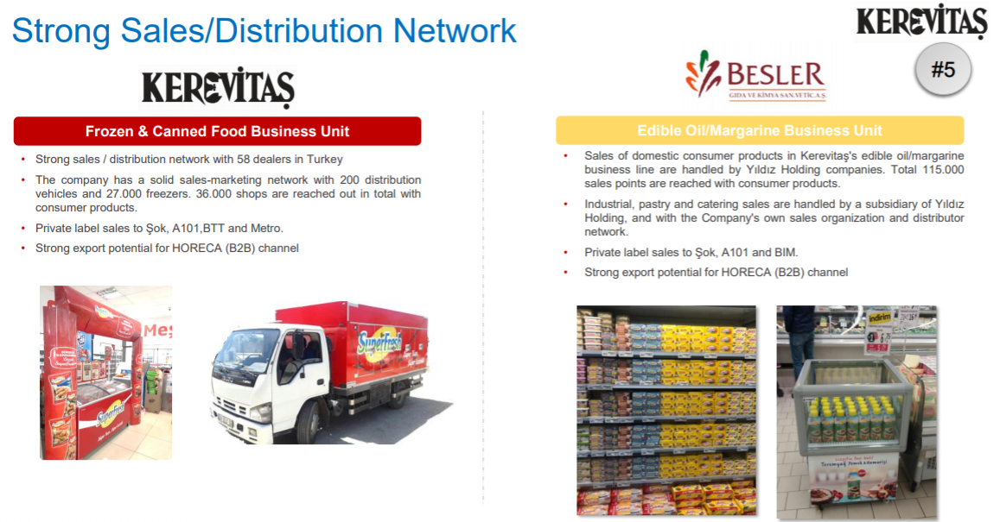 Strong Sales/Distribution Network
KEREVİTAŞ
#5
KEREVİTAŞ
BESLER
GIDA VE KİMYA SAN.VE TİC.A.Ş.
Frozen & Canned Food Business Unit
• Strong sales / distribution network with 58 dealers in Turkey
• The company has a solid sales-marketing network with 200 distribution
vehicles and 27.000 freezers. 36.000 shops are reached out in total with
consumer products.
• Private label sales to Şok, A101,BTT and Metro.
• Strong export potential for HORECA (B2B) channel
Edible Oil/Margarine Business Unit
• Sales of domestic consumer products in Kerevitaş's edible oil/margarine
business line are handled by Yıldız Holding companies. Total 115.000
sales points are reached with consumer products.
• Industrial, pastry and catering sales are handled by a subsidiary of Yıldız
Holding, and with the Company's own sales organization and distributor
network.
• Private label sales to Şok, A101 and BIM.
• Strong export potential for HORECA (B2B) channel
SuperFresh
SuperFresh
SuperFresh
indirim